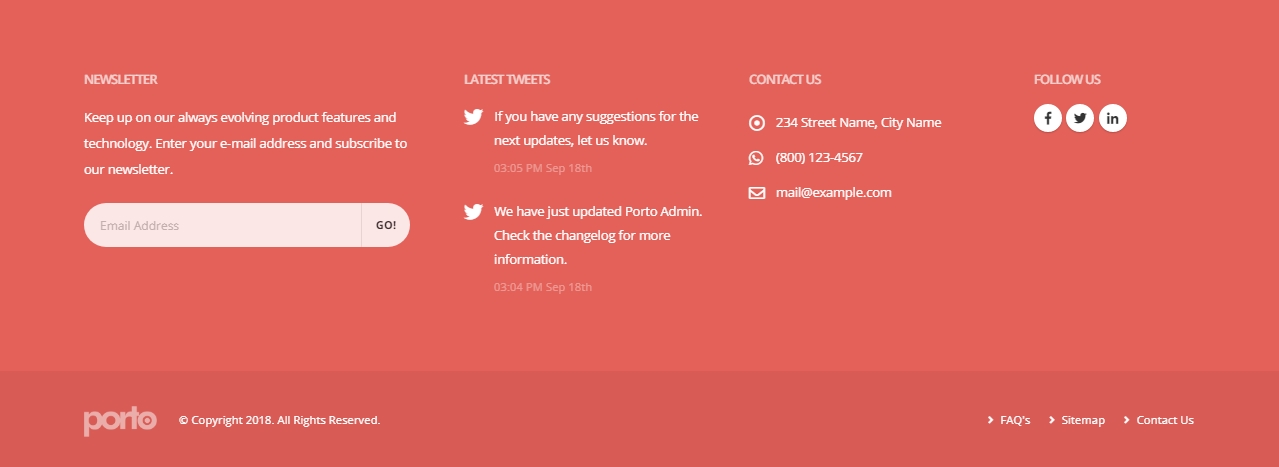 NEWSLETTER
Keep up on our always evolving product features and
technology. Enter your e-mail address and subscribe to
our newsletter.
Email Address
GO!
LATEST TWEETS
If you have any suggestions for the
next updates, let us know.
03:05 PM Sep 18th
We have just updated Porto Admin.
Check the changelog for more
information.
03:04 PM Sep 18th
CONTACT US
234 Street Name, City Name
(800) 123-4567
mail@example.com
FOLLOW US
porto
© Copyright 2018. All Rights Reserved.
FAQ's
Sitemap
Contact Us